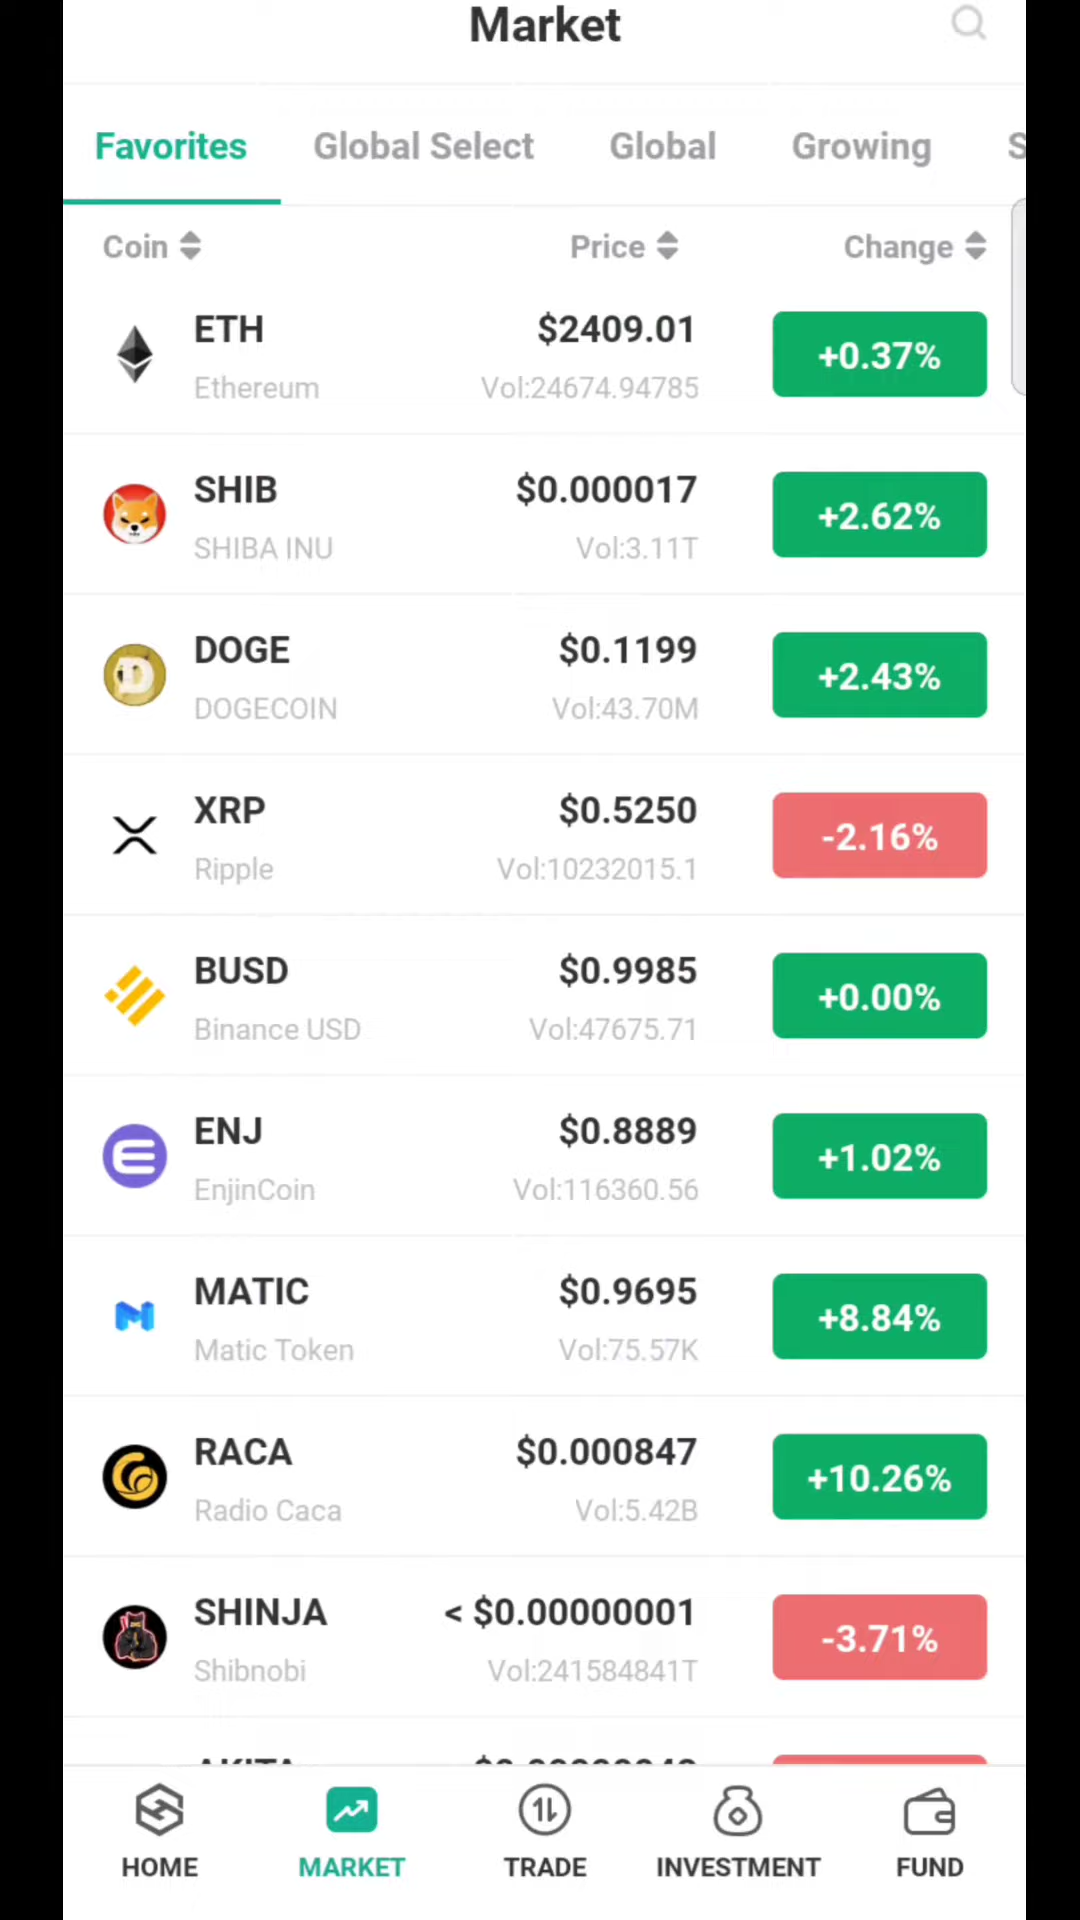 Market
Favorites Global Select Global Growing S
Coin Price Change
ETH $2409.01 +0.37%
Ethereum Vol:24674.94785
SHIB $0.000017 +2.62%
SHIBA INU Vol:3.11T
DOGE $0.1199 +2.43%
DOGECOIN Vol:43.70M
XRP $0.5250 -2.16%
Ripple Vol:10232015.1
BUSD $0.9985 +0.00%
Binance USD Vol:47675.71
ENJ $0.8889 +1.02%
EnjinCoin Vol:116360.56
MATIC $0.9695 +8.84%
Matic Token Vol:75.57K
RACA $0.000847 +10.26%
Radio Caca Vol:5.42B
SHINJA < $0.00000001 -3.71%
Shibnobi Vol:241584841T
AKITA
HOME MARKET TRADE INVESTMENT FUND